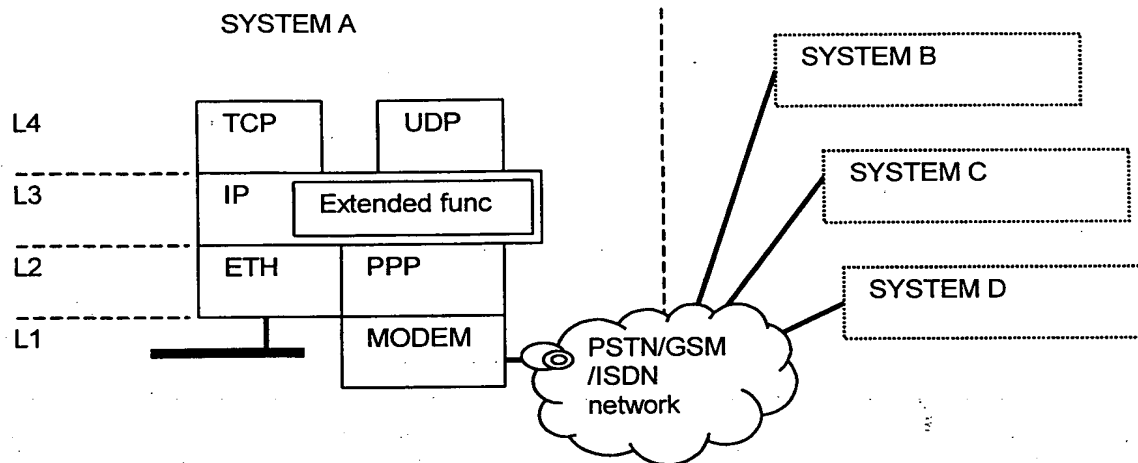 SYSTEM A
SYSTEM B
L4
TCP
UDP
SYSTEM C
L3
IP
Extended func
L2
ETH
PPP
SYSTEM D
L1
MODEM
PSTN/GSM
/ISDN
network